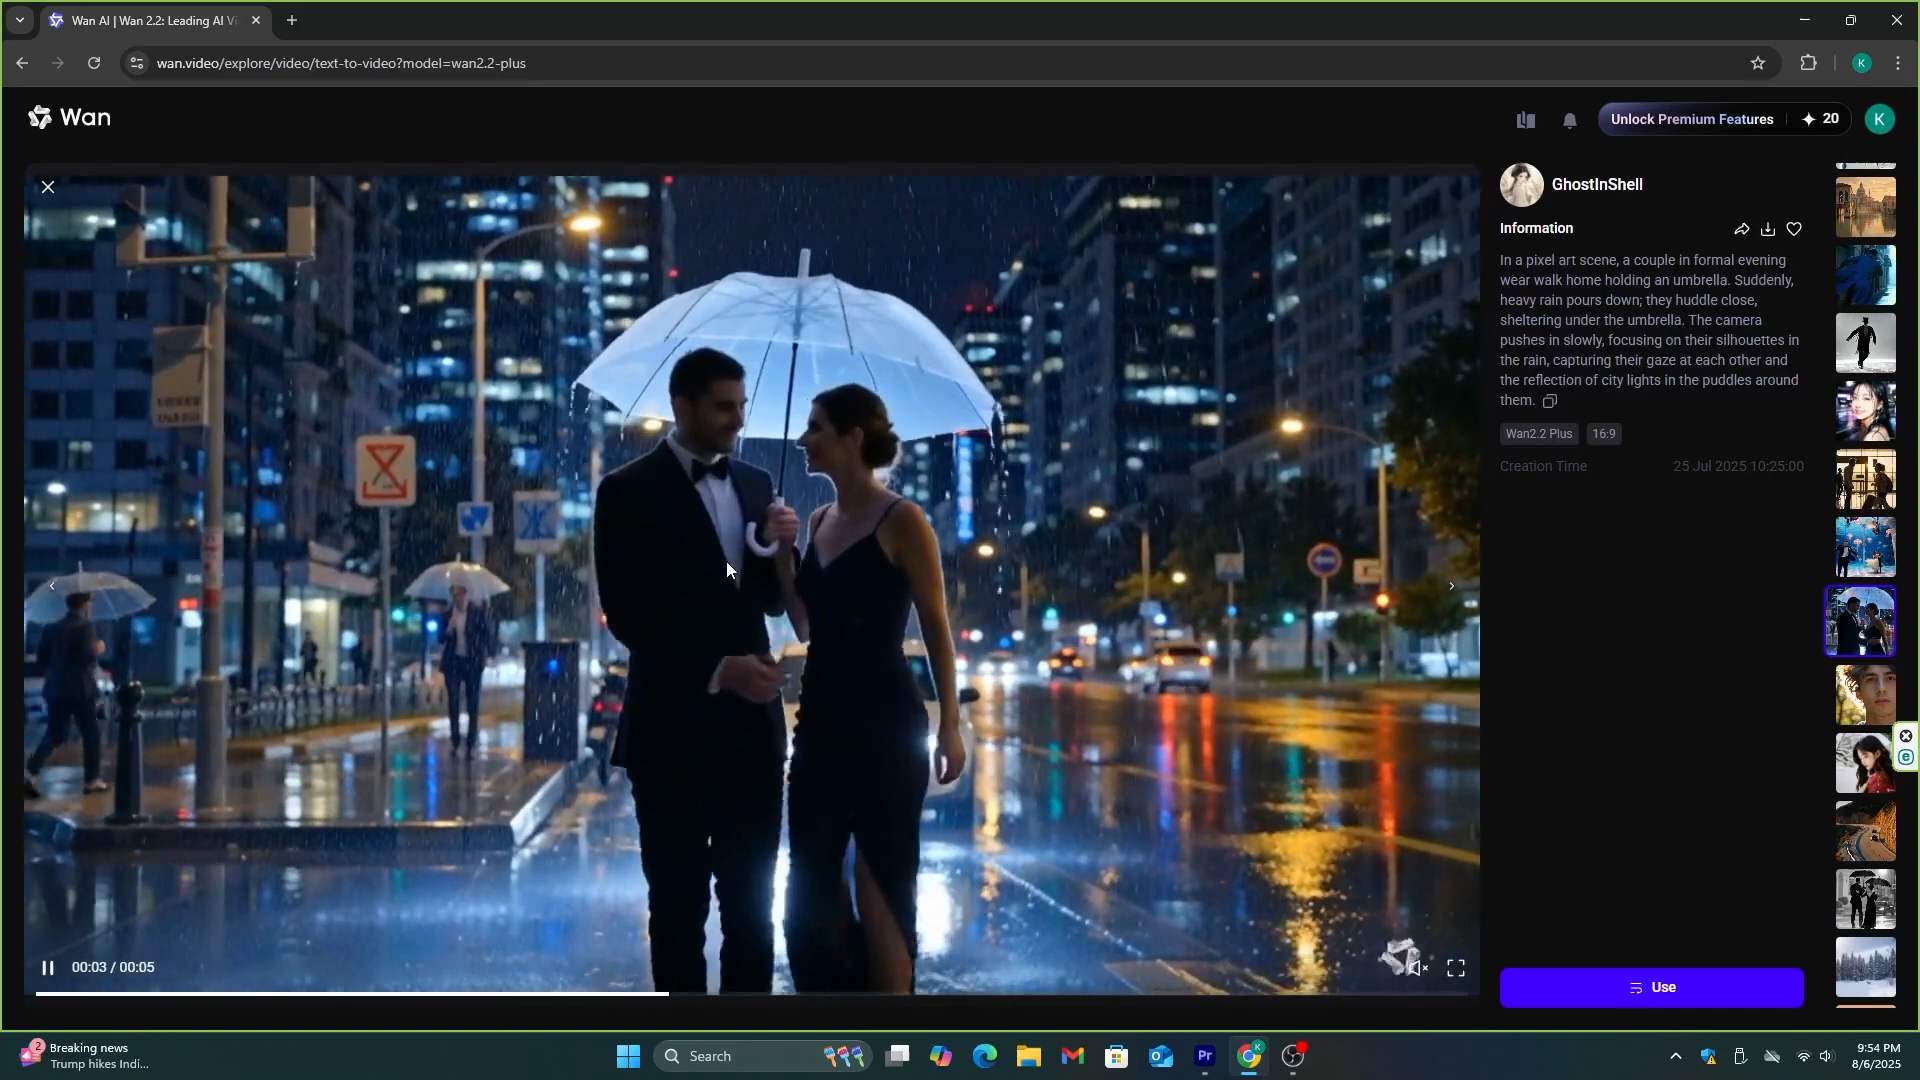 Wan AI | Wan 2.2: Leading AI Vi
wan.video/explore/video/text-to-video?model=wan2.2-plus
K
Wan
Unlock Premium Features
20
K
GhostInShell
Information
In a pixel art scene, a couple in formal evening
wear walk home holding an umbrella. Suddenly,
heavy rain pours down; they huddle close,
sheltering under the umbrella. The camera
pushes in slowly, focusing on their silhouettes in
the rain, capturing their gaze at each other and
the reflection of city lights in the puddles around
them.
Wan2.2 Plus
16:9
Creation Time
25 Jul 2025 10:25:00
00:03 / 00:05
Use
2
Breaking news
Trump hikes Indi...
Search
Pr
K
9:54 PM
8/6/2025